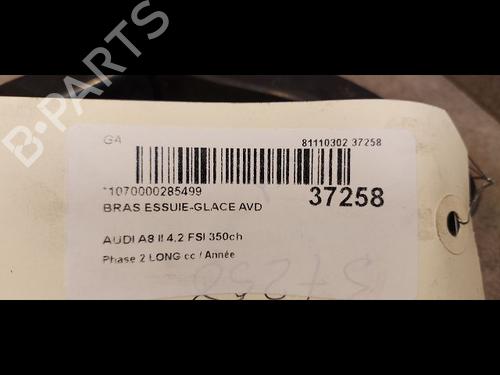 GA 81110302 37258
*1070000285499
37258
BRAS ESSUIE-GLACE AVD
AUDI A8 II 4.2 FSI 350ch
Phase 2 LONG cc / Année
B-PARTS